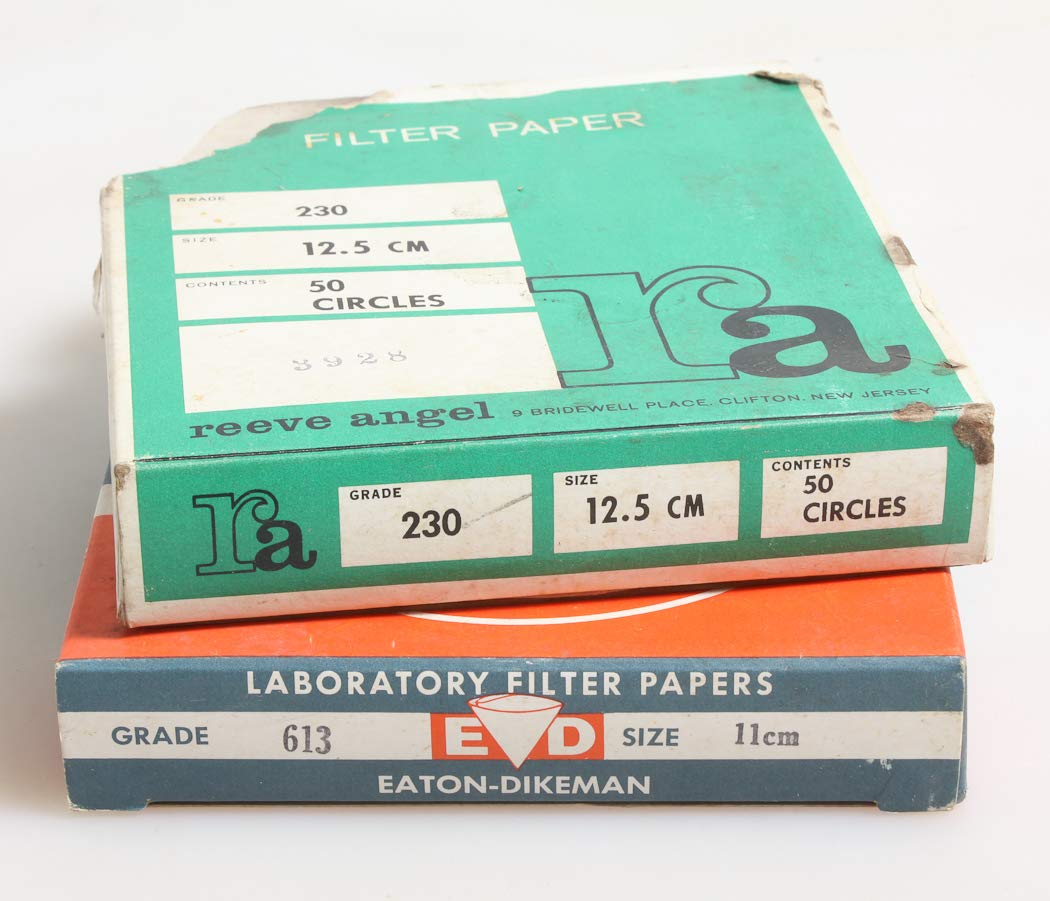 FILTER PAPER
GRADE
230
SIZE
12.5 CM
CONTENTS
50
CIRCLES
3928
ra
reeve angel 9 BRIDEWELL PLACE, CLIFTON, NEW JERSEY
ra
GRADE
230
SIZE
12.5 CM
CONTENTS
50
CIRCLES
LABORATORY FILTER PAPERS
GRADE 613 E D SIZE 11cm
EATON-DIKEMAN